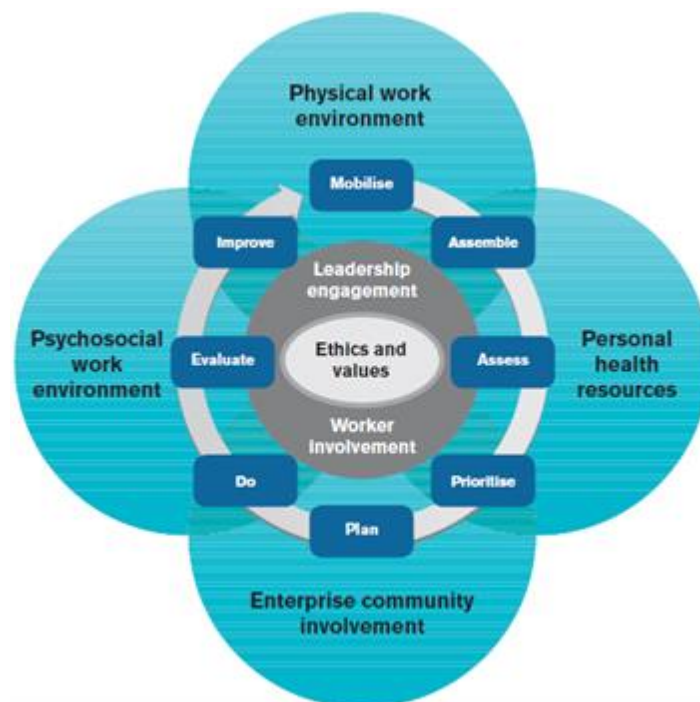 Physical work
environment
Mobilise
Improve
Assemble
Leadership
engagement
Psychosocial
work
environment
Evaluate
Ethics and
values
Assess
Personal
health
resources
Worker
involvement
Do
Prioritise
Plan
Enterprise community
involvement